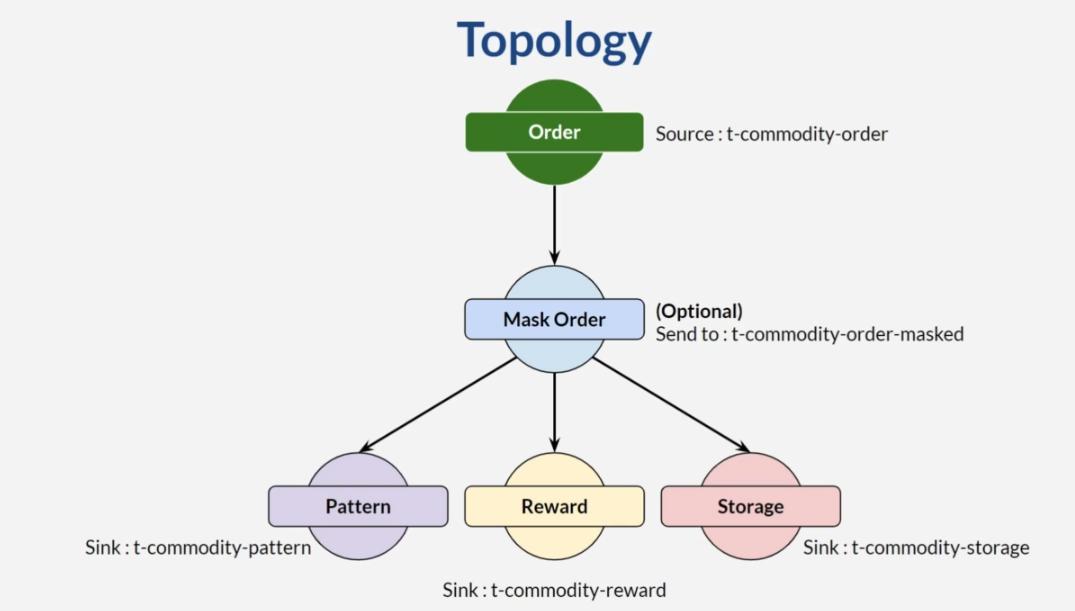 Topology
Order
Source : t-commodity-order
Mask Order
(Optional)
Send to : t-commodity-order-masked
Pattern
Reward
Storage
Sink : t-commodity-pattern
Sink : t-commodity-storage
Sink : t-commodity-reward